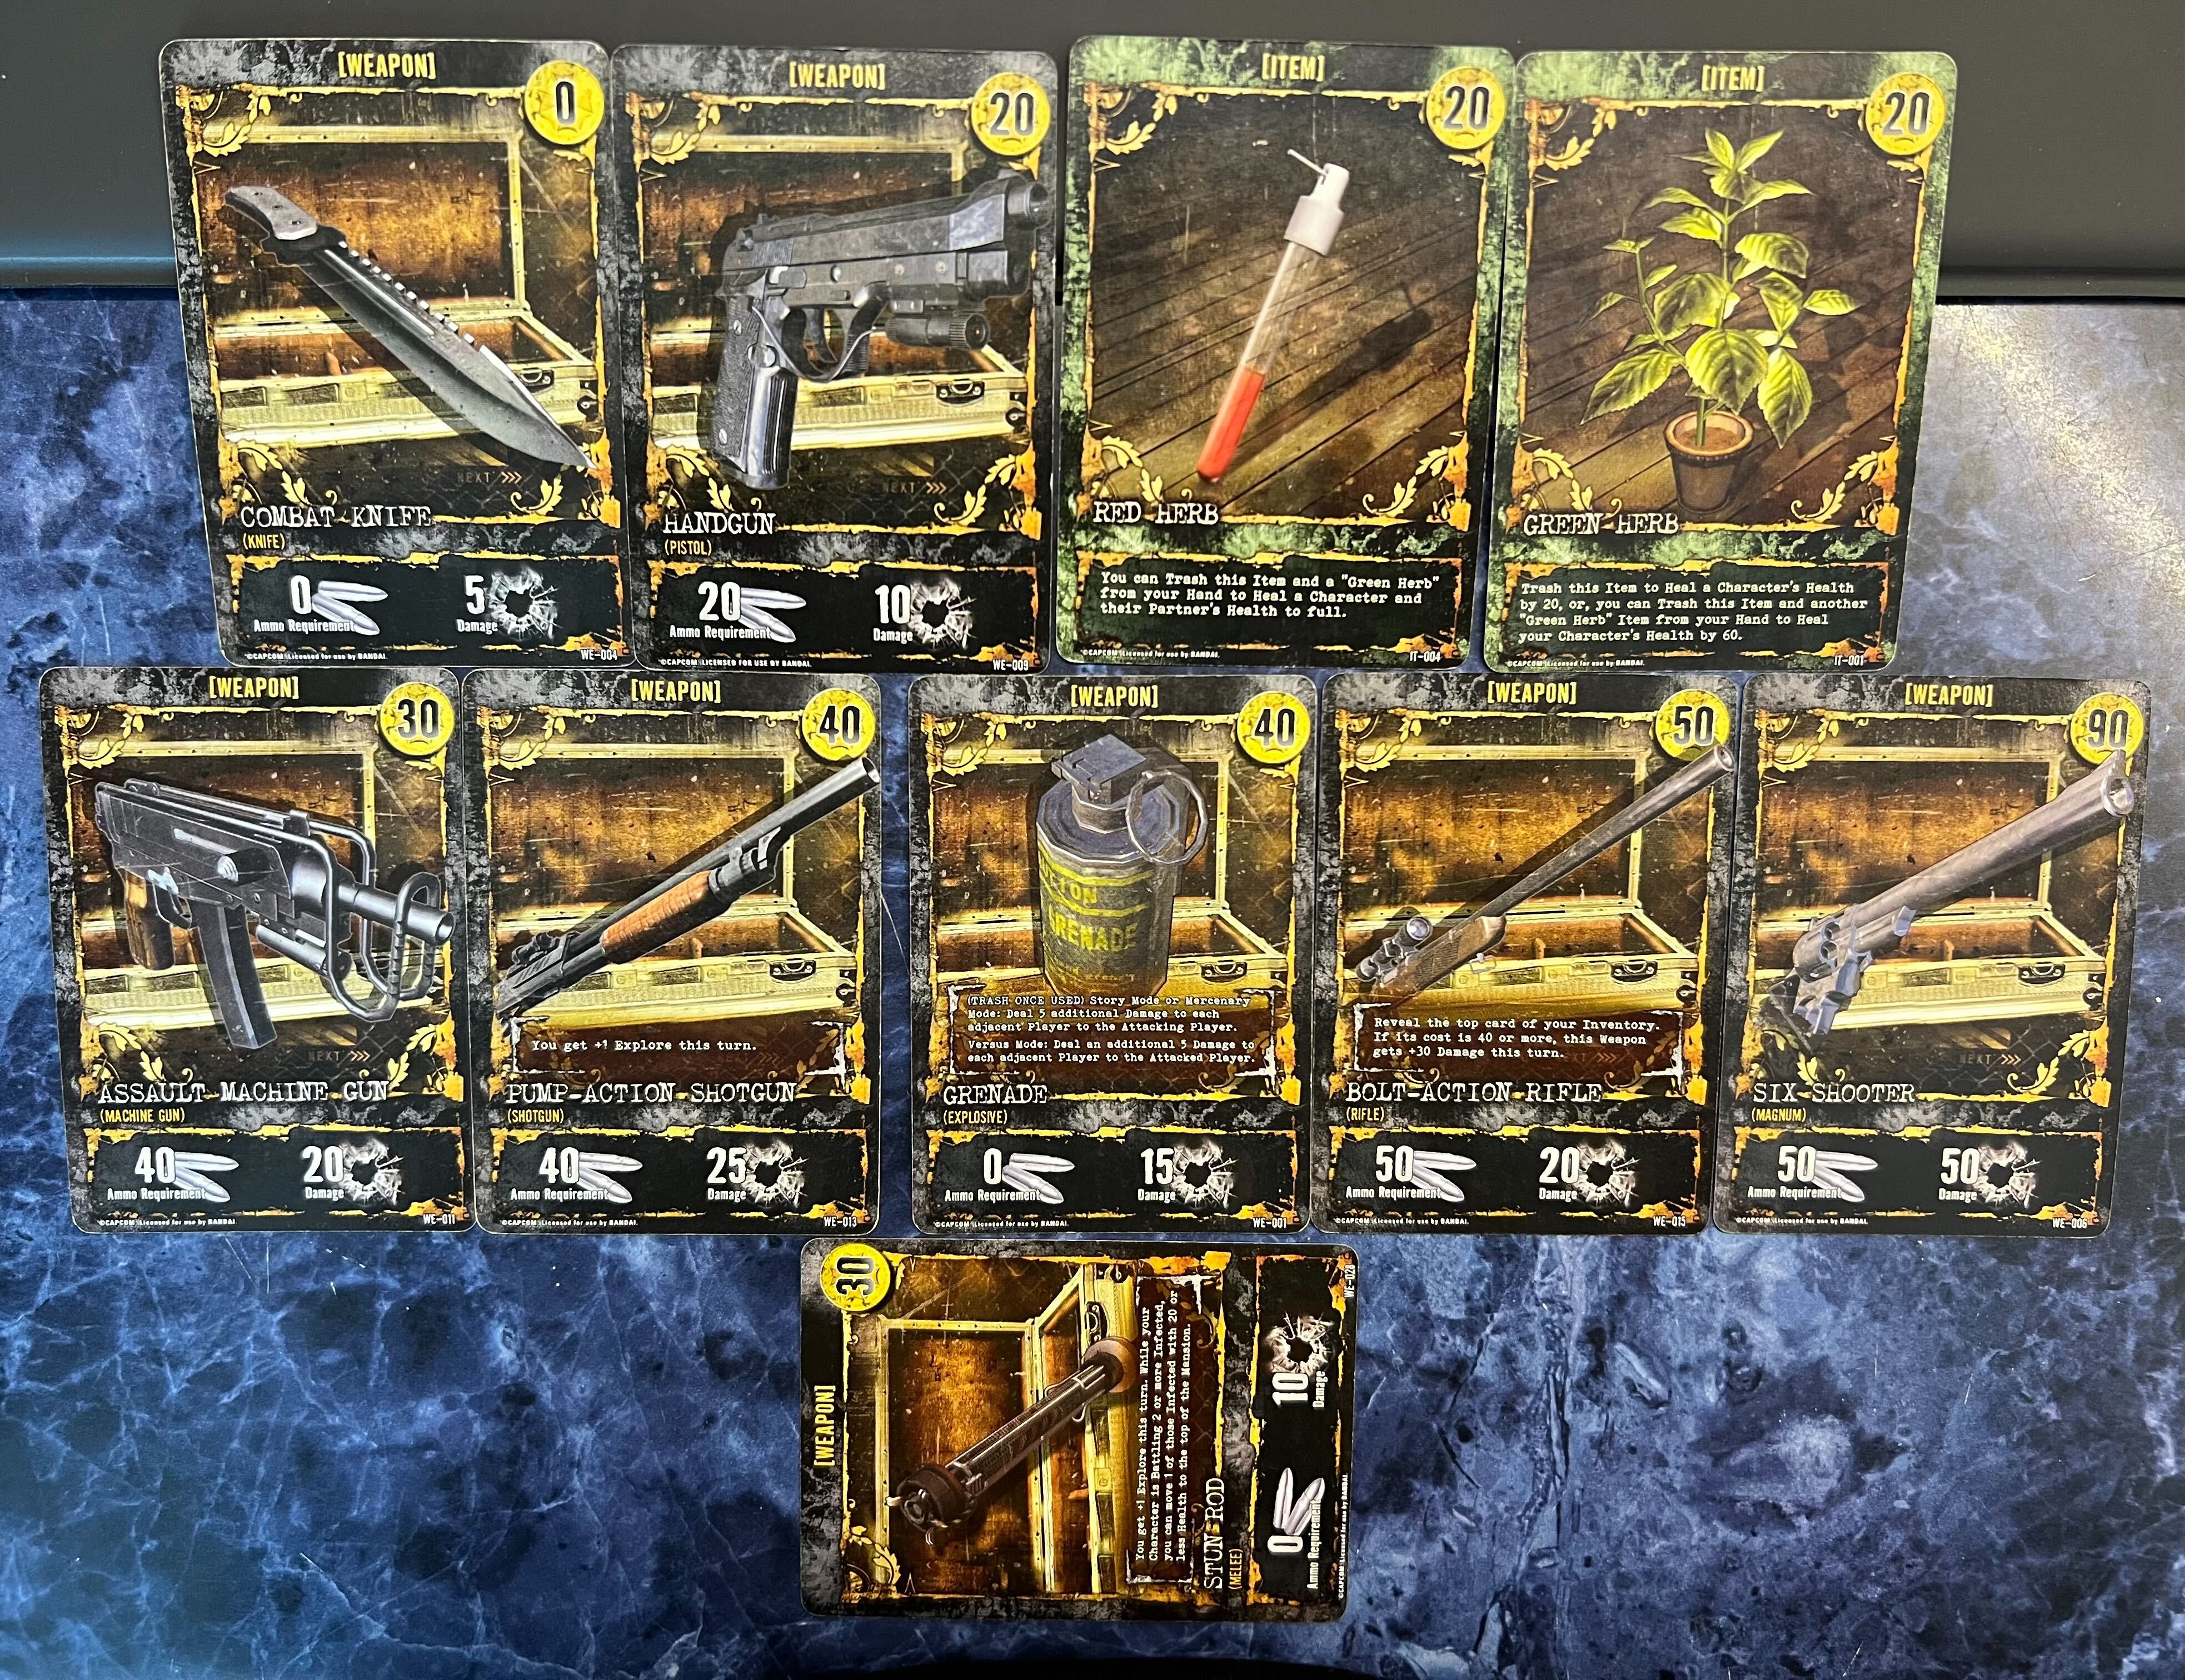 [WEAPON]
0
NEXT >>>
COMBAT KNIFE
(KNIFE)
0
Ammo Requirement
5
Damage
©CAPCOM Licensed for use by BANDAI.
WE-004
[WEAPON]
20
NEXT >>>
HANDGUN
(PISTOL)
20
Ammo Requirement
10
Damage
©CAPCOM LICENSED FOR USE BY BANDAI.
WE-009
[ITEM]
20
RED HERB
You can Trash this Item and a "Green Herb"
from your Hand to Heal a Character and
their Partner's Health to full.
©CAPCOM Licensed for use by BANDAI.
IT-004
[ITEM]
20
GREEN HERB
Trash this Item to Heal a Character's Health
by 20, or, you can Trash this Item and another
"Green Herb" Item from your Hand to Heal
your Character's Health by 60.
©CAPCOM Licensed for use by BANDAI.
IT-001
[WEAPON]
30
NEXT >>>
ASSAULT MACHINE GUN
(MACHINE GUN)
40
Ammo Requirement
20
Damage
©CAPCOM Licensed for use by BANDAI.
WE-011
[WEAPON]
40
You get +1 Explore this turn.
PUMP-ACTION SHOTGUN
(SHOTGUN)
40
Ammo Requirement
25
Damage
©CAPCOM Licensed for use by BANDAI.
WE-013
[WEAPON]
40
GRENADE
(TRASH ONCE USED) Story Mode or Mercenary
Mode: Deal 5 additional Damage to each
adjacent Player to the Attacking Player.
Versus Mode: Deal an additional 5 Damage to
each adjacent Player to the Attacked Player.
GRENADE
(EXPLOSIVE)
0
Ammo Requirement
15
Damage
©CAPCOM Licensed for use by BANDAI.
WE-001
[WEAPON]
50
Reveal the top card of your Inventory.
If its cost is 40 or more, this Weapon
gets +30 Damage this turn.
BOLT-ACTION RIFLE
(RIFLE)
50
Ammo Requirement
20
Damage
©CAPCOM Licensed for use by BANDAI.
WE-015
[WEAPON]
90
NEXT >>>
SIX SHOOTER
(MAGNUM)
50
Ammo Requirement
50
Damage
©CAPCOM Licensed for use by BANDAI.
WE-006
[WEAPON]
30
You get +1 Explore this turn. While your
Character is Battling 2 or more Infected,
you can move 1 of those Infected with 20 or
less Health to the top of the Mansion.
STUN ROD
(MELEE)
0
Ammo Requirement
10
Damage
©CAPCOM Licensed for use by BANDAI.
WE-028